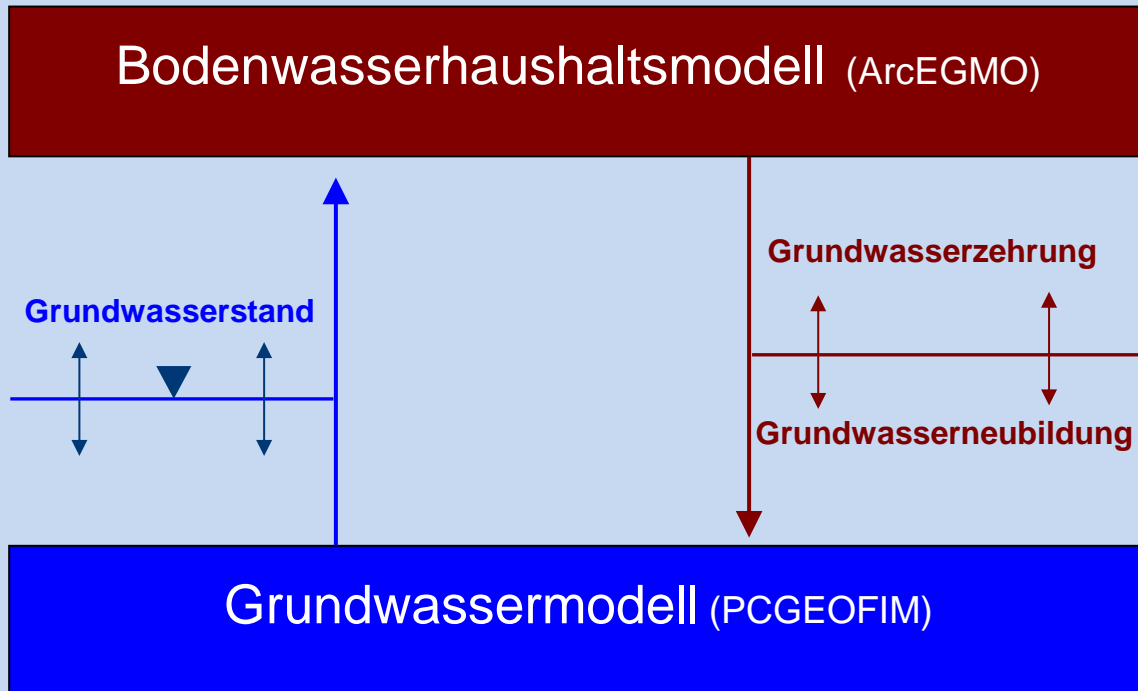 Bodenwasserhaushaltsmodell (ArcEGMO)
Grundwasserzehrung
Grundwasserstand
Grundwasserneubildung
Grundwassermodell (PCGEOFIM)